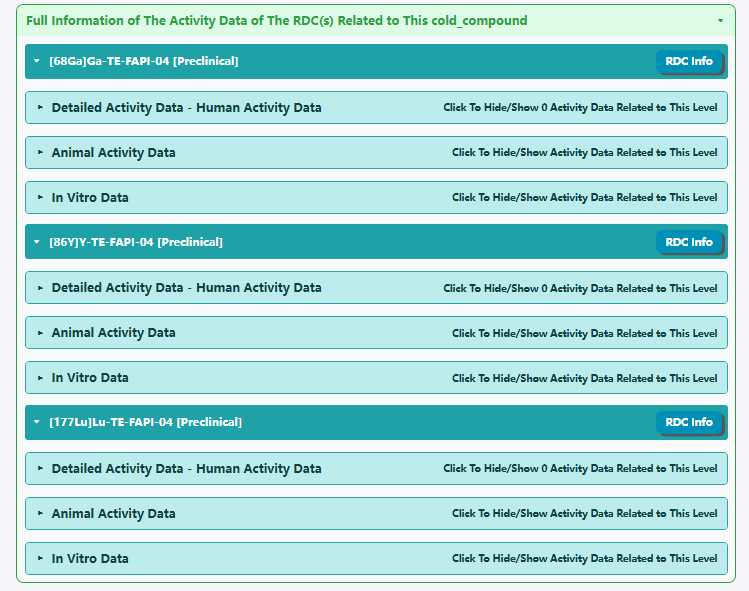 Full Information of The Activity Data of The RDC(s) Related to This cold_compound
[68Ga]Ga-TE-FAPI-04 [Preclinical] RDC Info
Detailed Activity Data - Human Activity Data Click To Hide/Show 0 Activity Data Related to This Level
Animal Activity Data Click To Hide/Show Activity Data Related to This Level
In Vitro Data Click To Hide/Show Activity Data Related to This Level
[86Y]Y-TE-FAPI-04 [Preclinical] RDC Info
Detailed Activity Data - Human Activity Data Click To Hide/Show 0 Activity Data Related to This Level
Animal Activity Data Click To Hide/Show Activity Data Related to This Level
In Vitro Data Click To Hide/Show Activity Data Related to This Level
[177Lu]Lu-TE-FAPI-04 [Preclinical] RDC Info
Detailed Activity Data - Human Activity Data Click To Hide/Show 0 Activity Data Related to This Level
Animal Activity Data Click To Hide/Show Activity Data Related to This Level
In Vitro Data Click To Hide/Show Activity Data Related to This Level